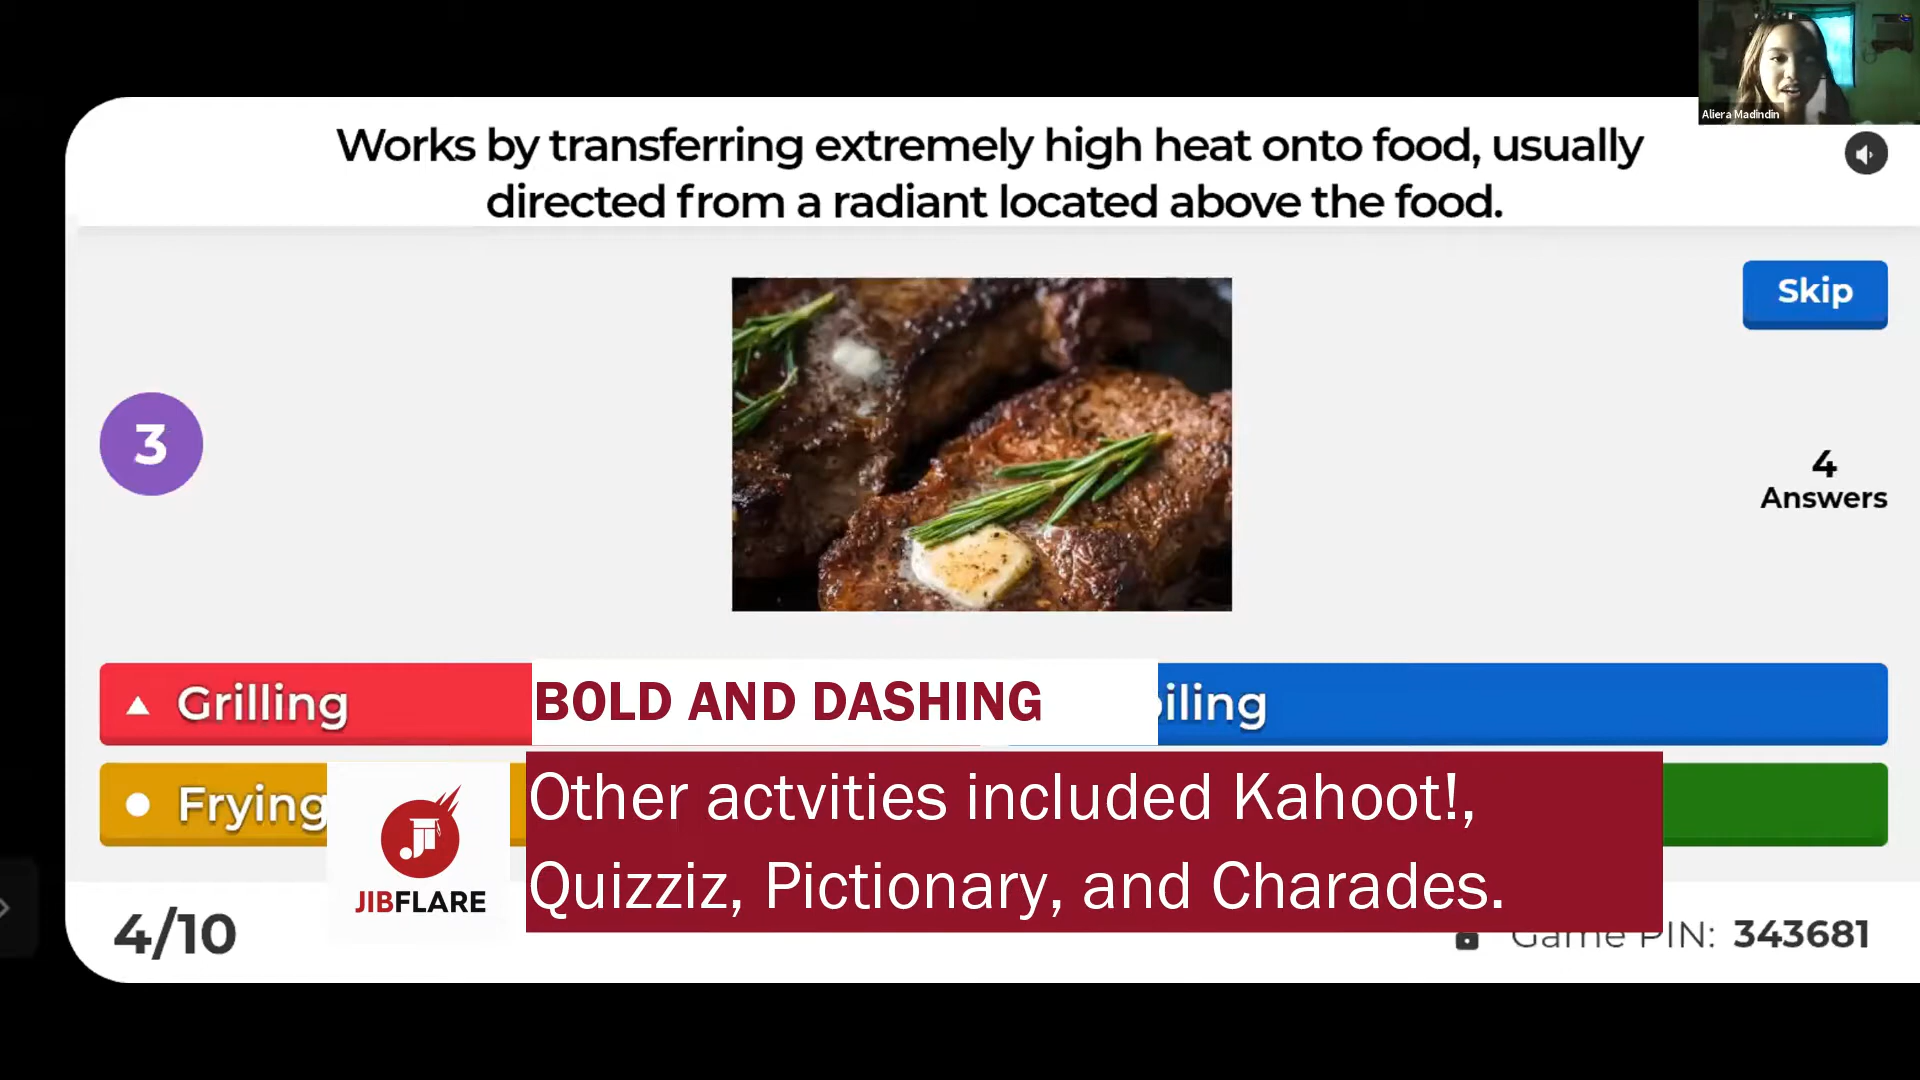 Aliera Madindin
Works by transferring extremely high heat onto food, usually
directed from a radiant located above the food.
Skip
3
4
Answers
Grilling
BOLD AND DASHING
iling
Frying
JIBFLARE
Other actvities included Kahoot!,
Quizziz, Pictionary, and Charades.
4/10
Game PIN: 343681